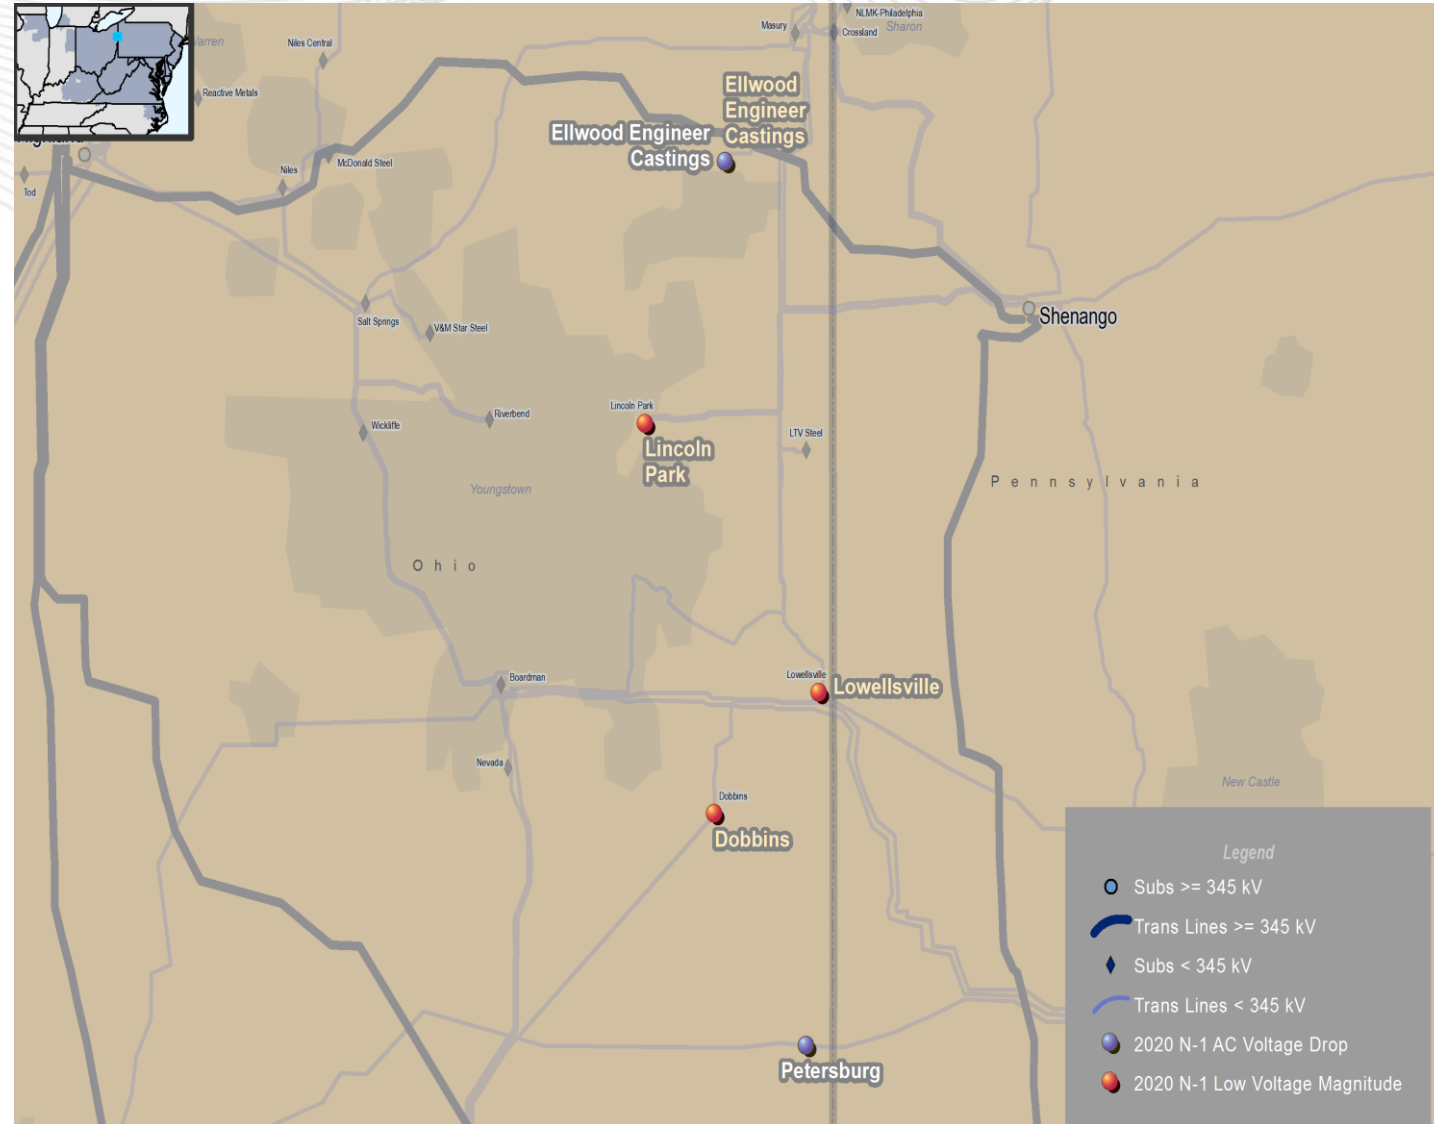 NLMK-Philadelphia
Masury
Crossland
Sharon
Niles Central
Reactive Metals
Ellwood
Engineer
Castings
Ellwood Engineer
Castings
McDonald Steel
Niles
Tod
Shenango
Salt Springs
V&M Star Steel
Lincoln Park
Riverbend
Wickliffe
LTV Steel
Lincoln
Park
Youngstown
Pennsylvania
Ohio
Boardman
Lowellsville
Lowellsville
Nevada
New Castle
Dobbins
Dobbins
Petersburg
Legend
Subs >= 345 kV
Trans Lines >= 345 kV
Subs < 345 kV
Trans Lines < 345 kV
2020 N-1 AC Voltage Drop
2020 N-1 Low Voltage Magnitude